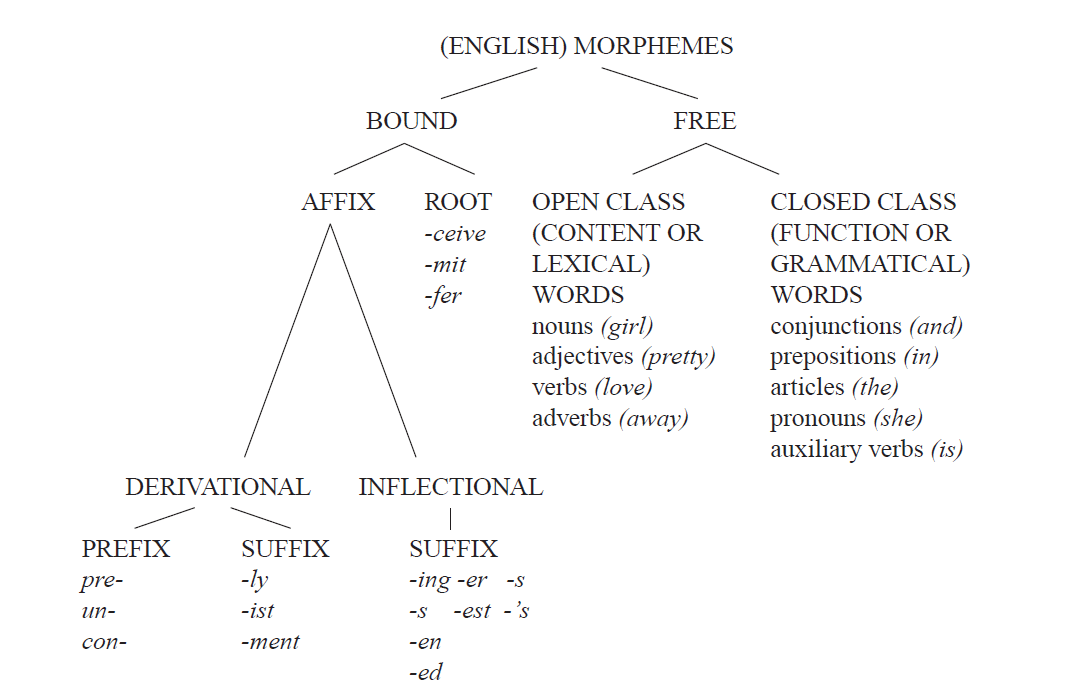 (ENGLISH) MORPHEMES
BOUND
FREE
AFFIX
ROOT
-ceive
-mit
-fer
OPEN CLASS
(CONTENT OR
LEXICAL)
WORDS
nouns (girl)
adjectives (pretty)
verbs (love)
adverbs (away)
CLOSED CLASS
(FUNCTION OR
GRAMMATICAL)
WORDS
conjunctions (and)
prepositions (in)
articles (the)
pronouns (she)
auxiliary verbs (is)
DERIVATIONAL
INFLECTIONAL
PREFIX
pre-
un-
con-
SUFFIX
-ly
-ist
-ment
SUFFIX
-ing -er -s
-s -est -’s
-en
-ed